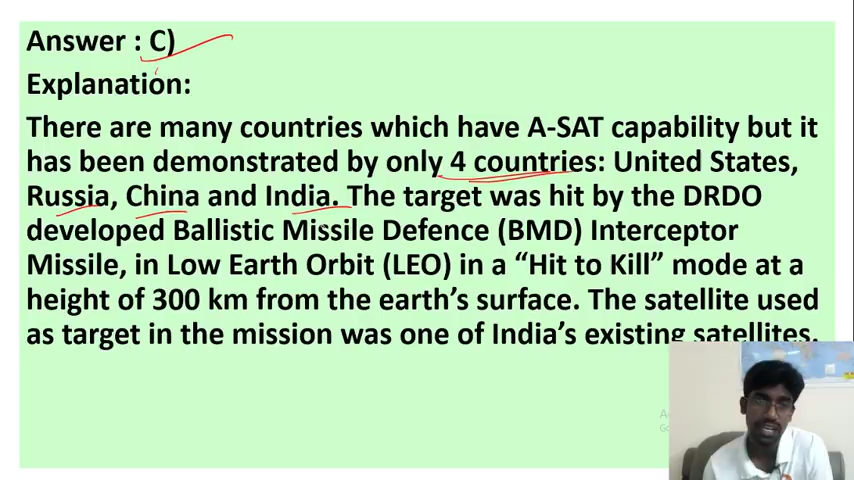 Answer : C)
Explanation:
There are many countries which have A-SAT capability but it
has been demonstrated by only 4 countries: United States,
Russia, China and India. The target was hit by the DRDO
developed Ballistic Missile Defence (BMD) Interceptor
Missile, in Low Earth Orbit (LEO) in a “Hit to Kill” mode at a
height of 300 km from the earth’s surface. The satellite used
as target in the mission was one of India’s existing satellites.